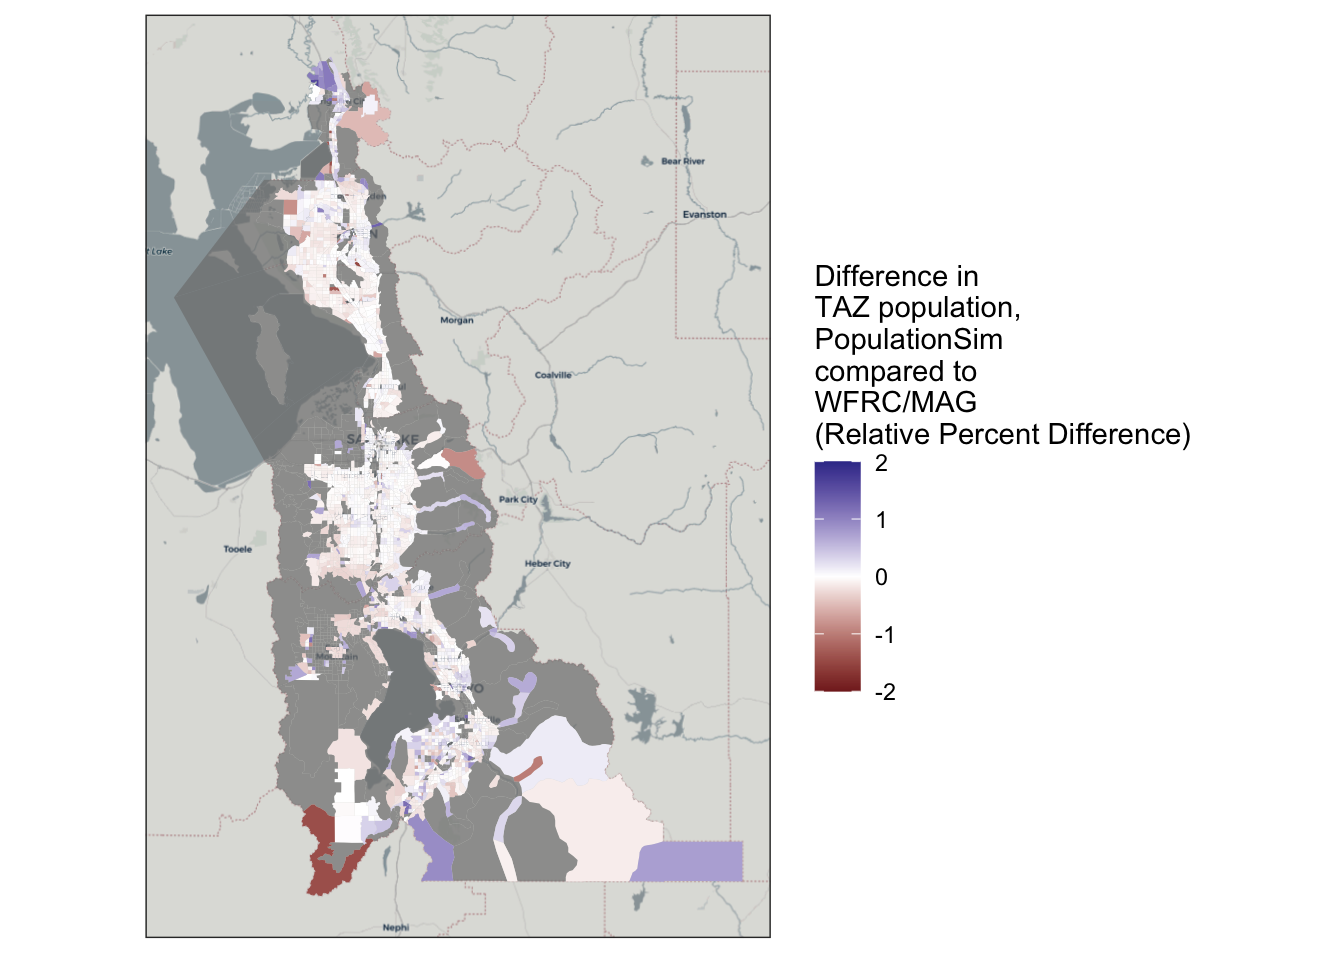 Bear River
Evanston
t Lake
Morgan
Coalville
Park City
Tooele
Heber City
Nephi
Difference in
TAZ population,
PopulationSim
compared to
WFRC/MAG
(Relative Percent Difference)
2
1
0
-1
-2